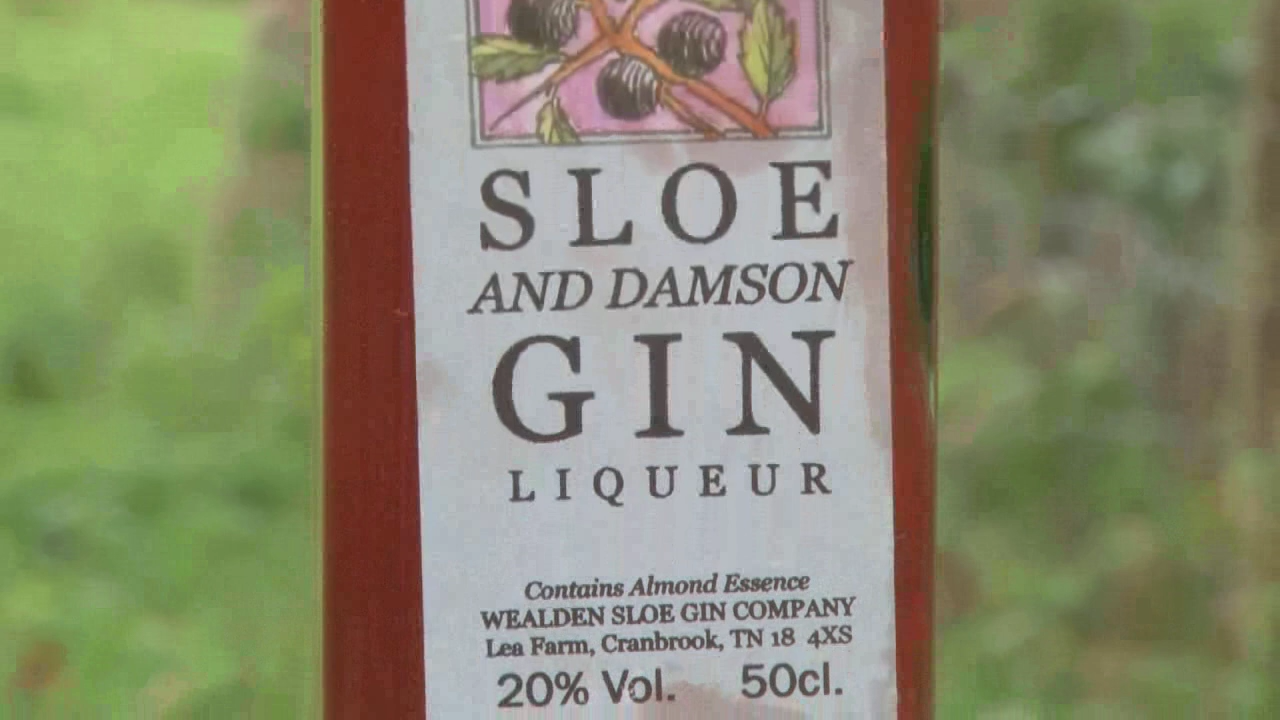 SLOE
AND DAMSON
GIN
LIQUEUR
Contains Almond Essence
WEALDEN SLOE GIN COMPANY
Lea Farm, Cranbrook, TN 18 4XS
20% Vol. 50cl.